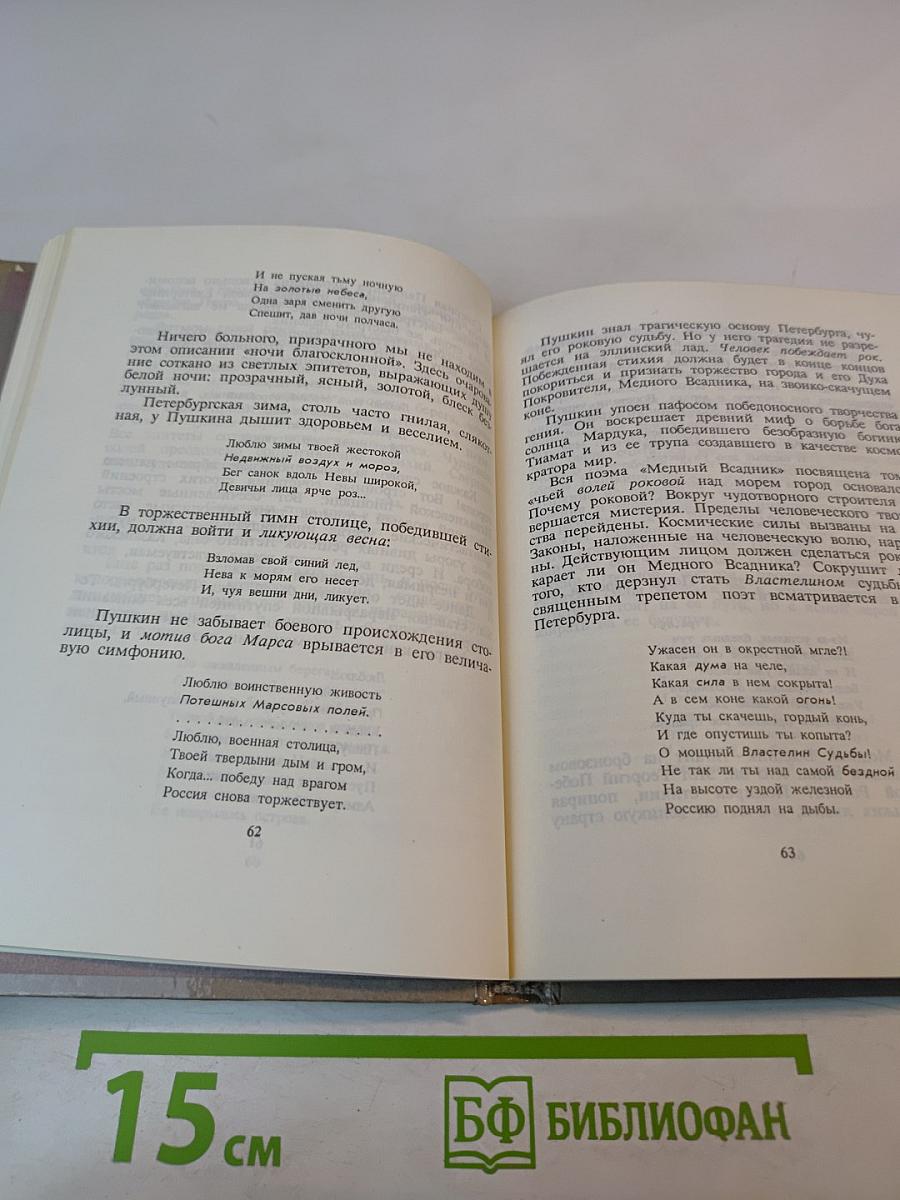 И не пуская тьму ночную
На золотые небеса,
Одна заря сменить другую
Спешит, дав ночи полчаса.
Ничего больного, призрачного мы не находим в
этом описании «ночи благосклонной». Здесь очарова-
ние соткано из светлых эпитетов, выражающих душу
белой ночи: прозрачный, ясный, золотой, блеск без-
лунный.
Петербургская зима, столь часто гнилая, слякот-
ная, у Пушкина дышит здоровьем и веселием.
Люблю зимы твоей жестокой
Недвижный воздух и мороз,
Бег санок вдоль Невы широкой,
Девичьи лица ярче роз...
В торжественный гимн столице, победившей сти-
хии, должна войти и ликующая весна:
Взломав свой синий лед,
Нева к морям его несет
И, чуя вешни дни, ликует.
Пушкин не забывает боевого происхождения сто-
лицы, и мотив бога Марса врывается в его велича-
вую симфонию.
Люблю воинственную живость
Потешных Марсовых полей.
. . . . . . . . . . . . . . . . . . . .
Люблю, военная столица,
Твоей твердыни дым и гром,
Когда... победу над врагом
Россия снова торжествует.
62
Пушкин знал трагическую основу Петербурга, чу-
ял его роковую судьбу. Но у него трагедия не разре-
шается на эллинский лад. Человек побеждает рок.
Побежденная стихия должна будет в конце концов
покориться и признать торжество города и его Духа
Покровителя, Медного Всадника, на звонко-скачущем
коне.
Пушкин упоен пафосом победоносного творчества
гения. Он воскрешает древний миф о борьбе бога
солнца Мардука, победившего безобразную богиню
Тиамат и из ее трупа создавшего в качестве космо-
кратора мир.
Вся поэма «Медный Всадник» посвящена том
«чьей волей роковой над морем город основалс
Почему роковой? Вокруг чудотворного строителя
вершается мистерия. Пределы человеческого твор
ства перейдены. Космические силы вызваны на
Законы, наложенные на человеческую волю, нар
ны. Действующим лицом должен сделаться рок
карает ли он Медного Всадника? Сокрушит л
того, кто дерзнул стать Властелином судьбы
священным трепетом поэт всматривается в
Петербурга.
Ужасен он в окрестной мгле?!
Какая дума на челе,
Какая сила в нем сокрыта!
А в сем коне какой огонь!
Куда ты скачешь, гордый конь,
И где опустишь ты копыта?
О мощный Властелин Судьбы!
Не так ли ты над самой бездной
На высоте уздой железной
Россию поднял на дыбы.
63
15 см
БФ БИБЛИОФАН